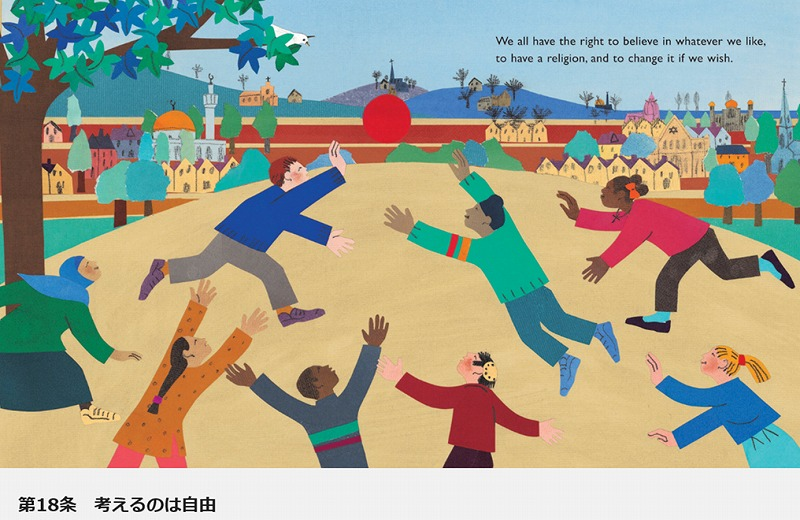 We all have the right to believe in whatever we like,
to have a religion, and to change it if we wish.
第18条　考えるのは自由